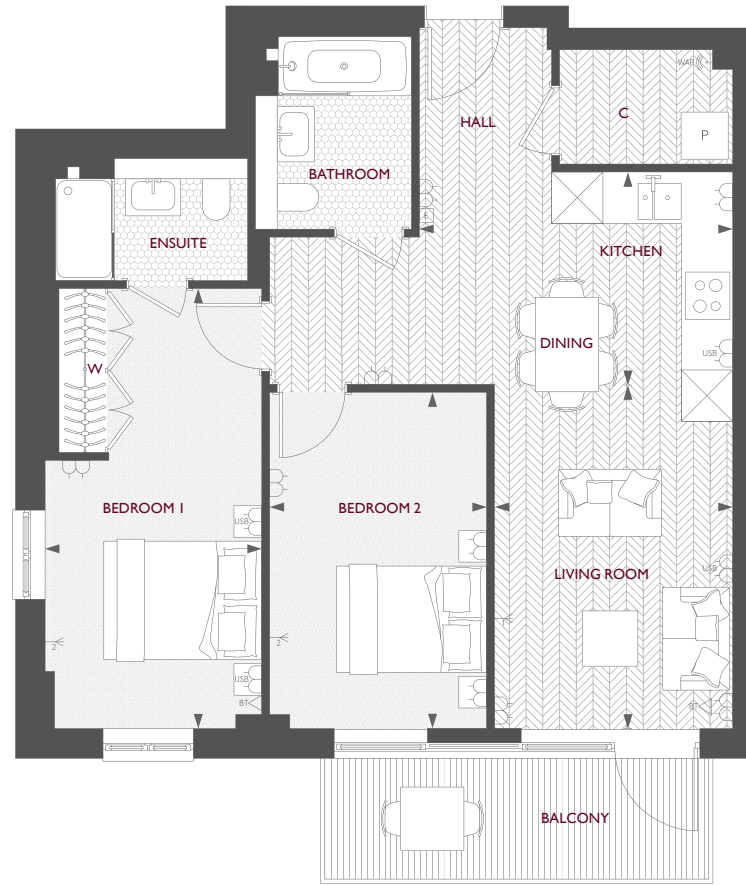 WAP
C
HALL
P
BATHROOM
E
ENSUITE
KITCHEN
DINING
USB
W
BEDROOM 1
BEDROOM 2
USB
LIVING ROOM
USB
2
2
USB
BT
BT
BALCONY